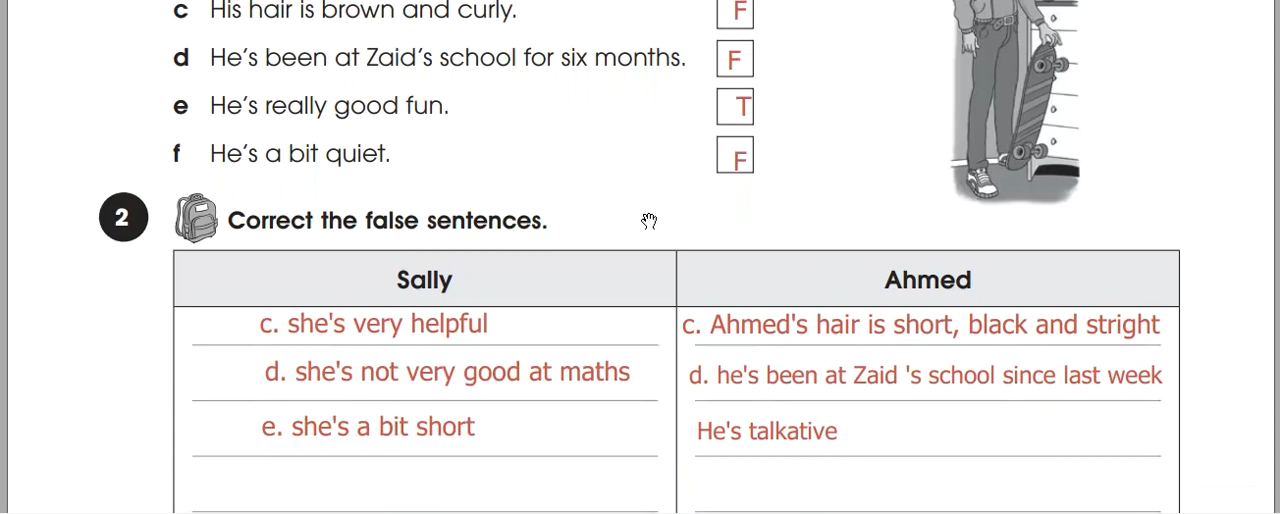 c His hair is brown and curly. F
d He's been at Zaid's school for six months. F
e He's really good fun. T
f He's a bit quiet. F
2 Correct the false sentences.
Sally Ahmed
c. she's very helpful c. Ahmed's hair is short, black and stright
d. she's not very good at maths d. he's been at Zaid 's school since last week
e. she's a bit short He's talkative